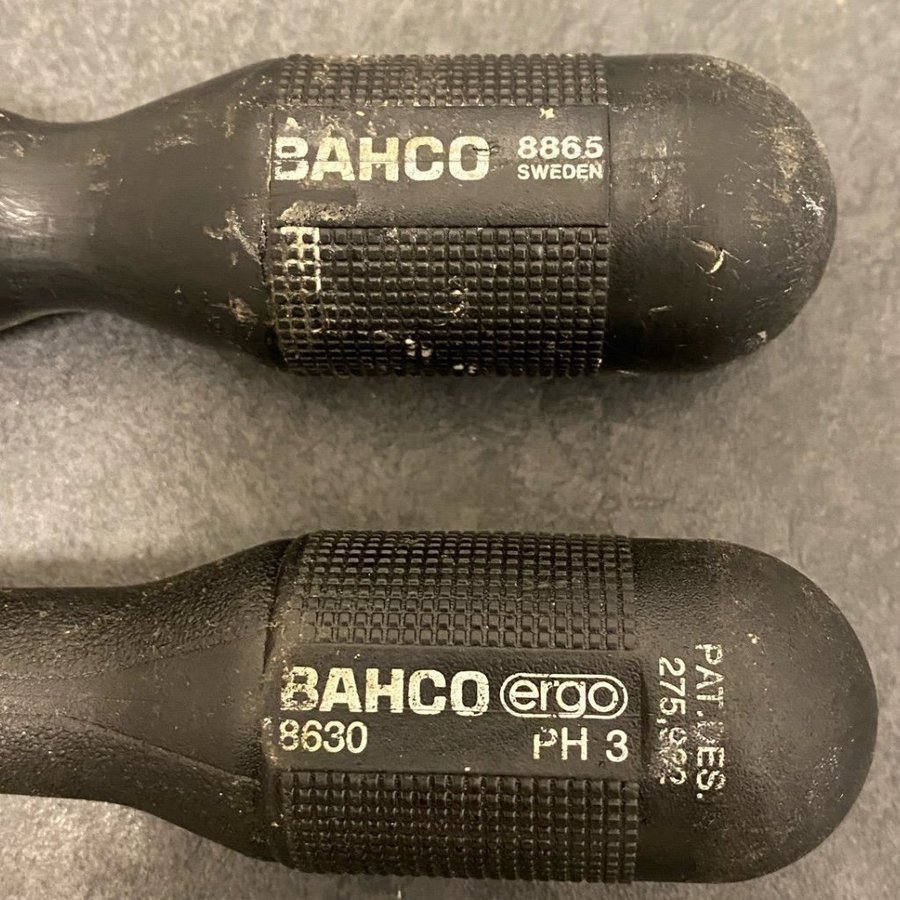 BAHCO 8865
SWEDEN
BAHCO ergo
8630 PH 3
PAT. DES.